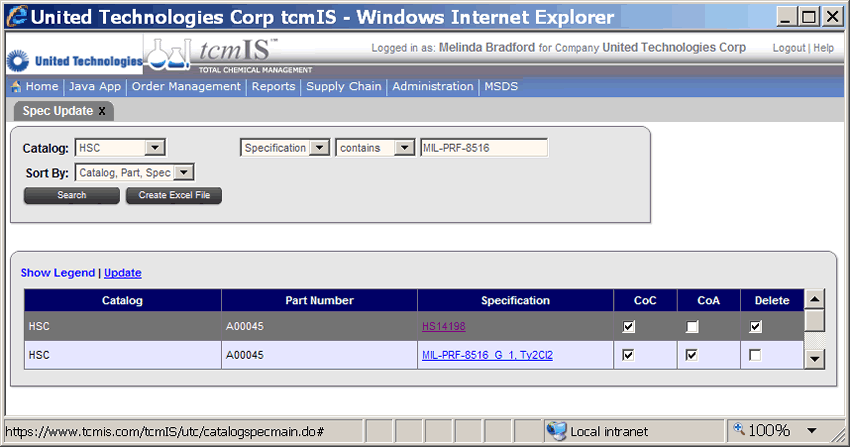 United Technologies Corp tcmIS - Windows Internet Explorer
United Technologies tcmIS™ Logged in as: Melinda Bradford for Company United Technologies Corp Logout | Help
TOTAL CHEMICAL MANAGEMENT
Home Java App Order Management Reports Supply Chain Administration MSDS
Spec Update x
Catalog: HSC Specification contains MIL-PRF-8516
Sort By: Catalog, Part, Spec
Search Create Excel File
Show Legend | Update
Catalog Part Number Specification CoC CoA Delete
HSC A00045 HS14198
HSC A00045 MIL-PRF-8516_G_1, Ty2Cl2
https://www.tcmis.com/tcmIS/utc/catalogspecmain.do# Local intranet 100%